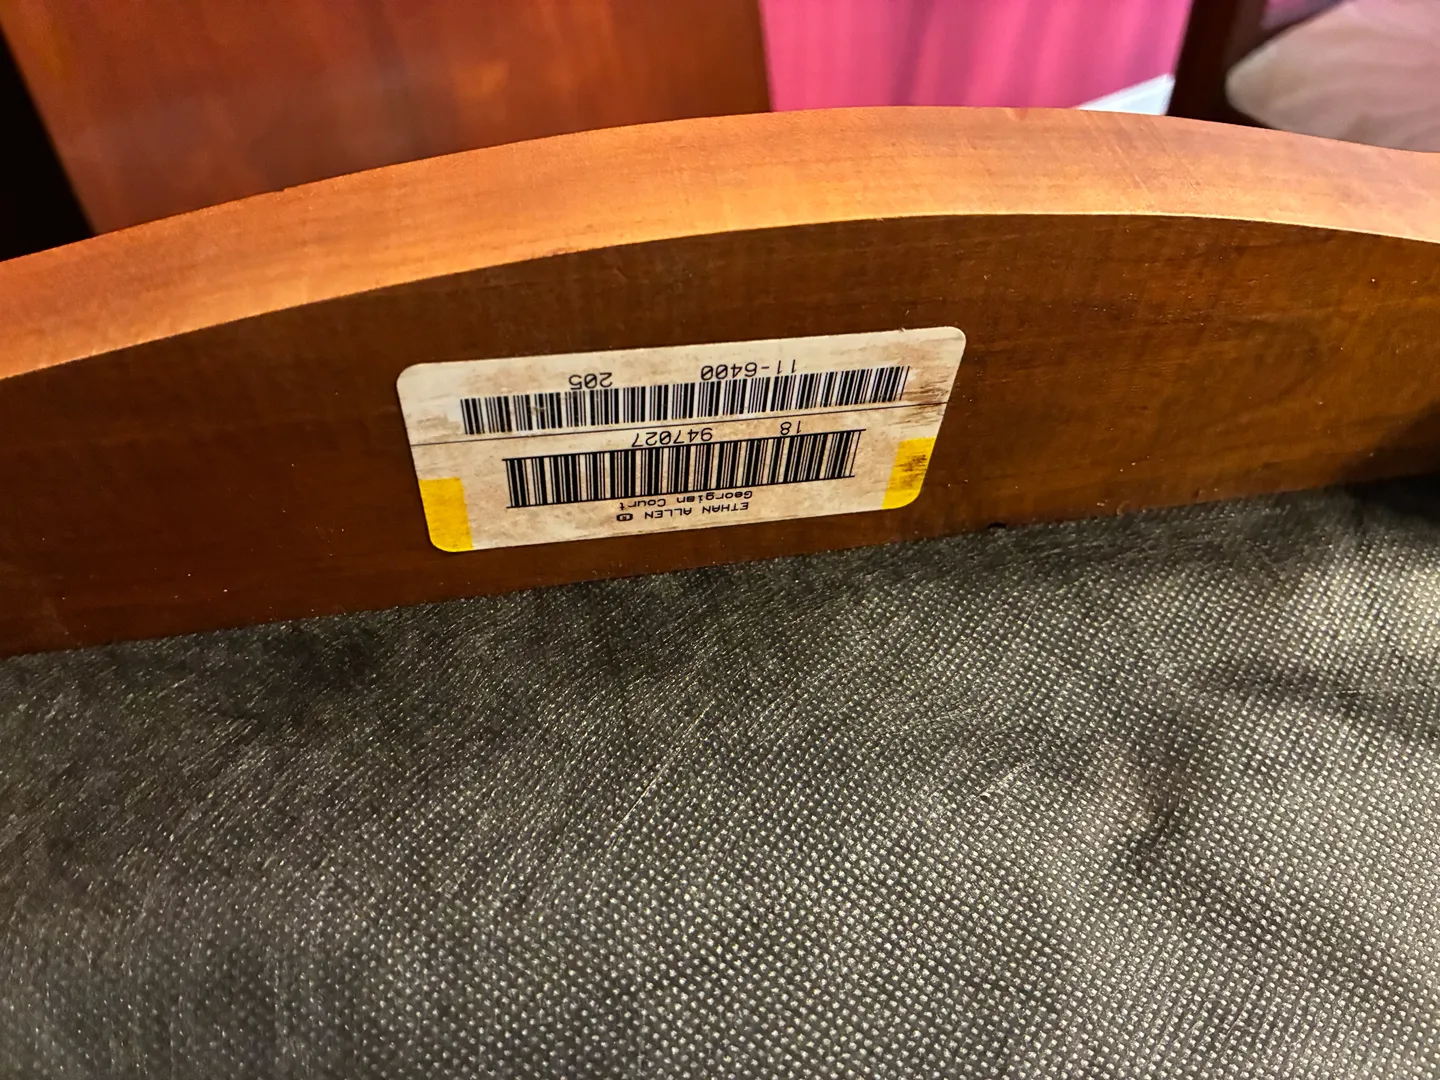 ETHAN ALLEN ®
Georgian Court
18 947027
11-6400 205